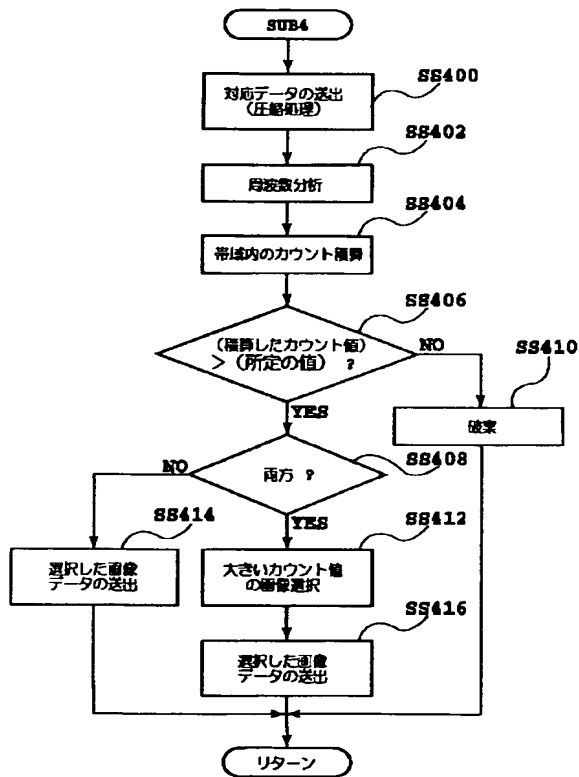 SUB4
SS400
対応データの送出
(圧縮処理)
SS402
周波数分析
SS404
帯域内のカウント積算
SS406
(積算したカウント値)
> (所定の値) ?
NO
SS410
YES
破棄
SS408
両方 ?
NO
YES
SS414
SS412
選択した画像
データの送出
大きいカウント値
の画像選択
SS416
選択した画像
データの送出
リターン